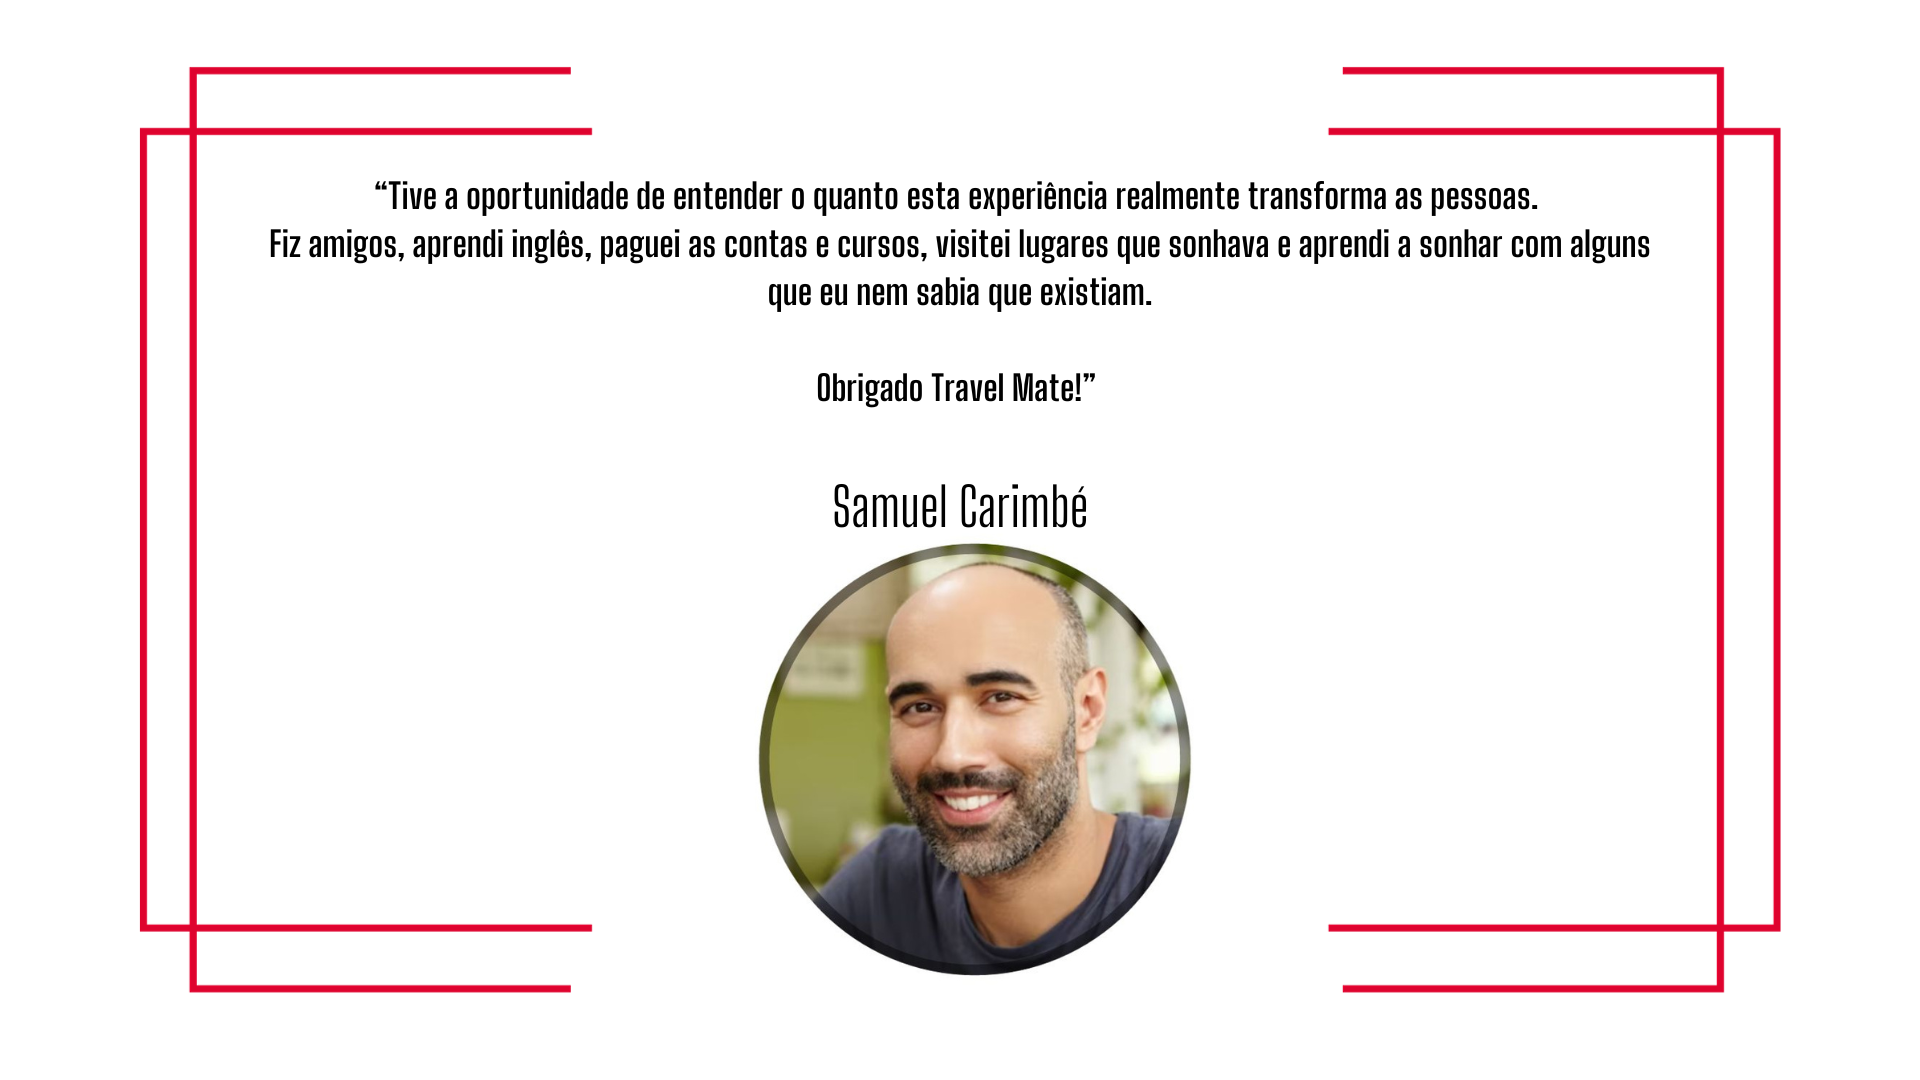 “Tive a oportunidade de entender o quanto esta experiência realmente transforma as pessoas.
Fiz amigos, aprendi inglês, paguei as contas e cursos, visitei lugares que sonhava e aprendi a sonhar com alguns
que eu nem sabia que existiam.
Obrigado Travel Mate!”
Samuel Carimbé